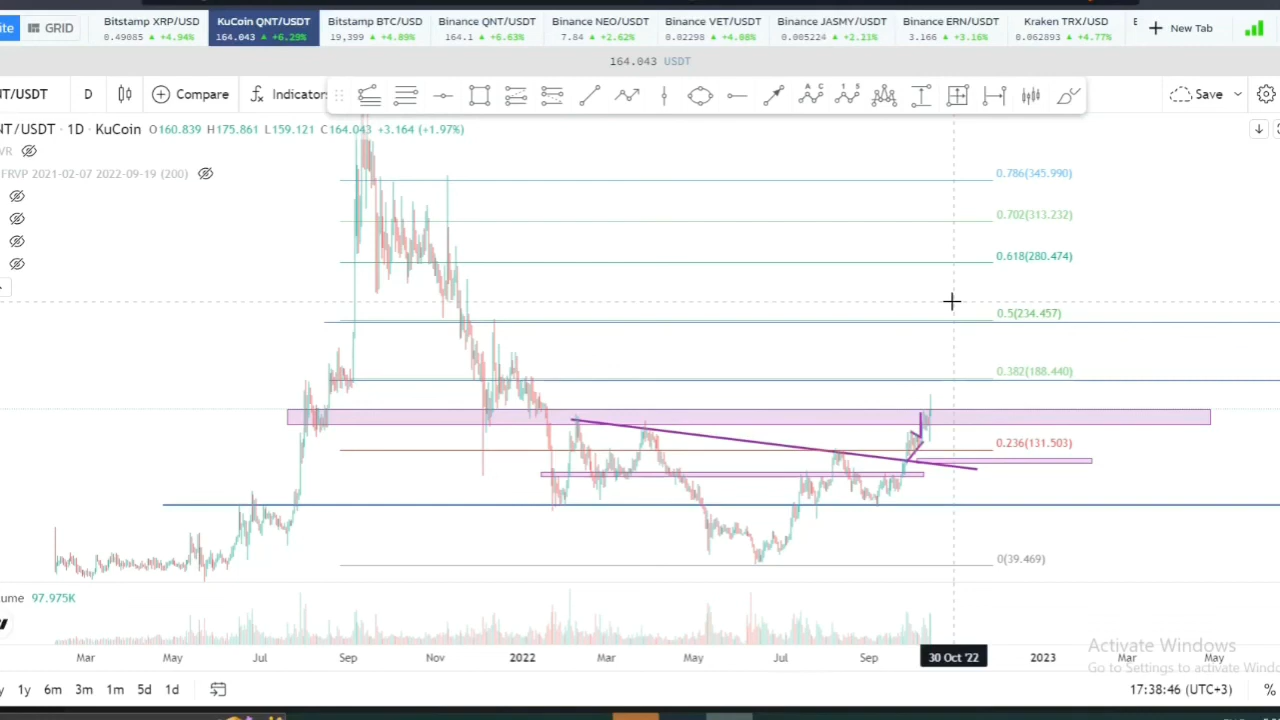 ite GRID Bitstamp XRP/USD KuCoin QNT/USDT Bitstamp BTC/USD Binance QNT/USDT Binance NEO/USDT Binance VET/USDT Binance JASMY/USDT Binance ERN/USDT Kraken TRX/USD E New Tab
0.49085 ▲ +4.94% 164.043 ▲ +6.29% 19,399 ▲ +4.89% 164.1 ▲ +6.63% 7.84 ▲ +2.62% 0.02298 ▲ +4.08% 0.005224 ▲ +2.21% 3.166 ▲ +3.16% 0.062893 ▲ +4.77%
164.043 USDT
NT/USDT D Compare Indicator Save
NT/USDT · 1D · KuCoin O160.839 H175.861 L159.121 C164.043 +3.164 (+1.97%)
VR
FRVP 2021-02-07 2022-09-19 (200)
0.786(345.990)
0.702(313.232)
0.618(280.474)
0.5(234.457)
0.382(188.440)
0.236(131.503)
0(39.469)
ume 97.975K
Activate Windows
Go to Settings to activate Windo
Mar May Jul Sep Nov 2022 Mar May Jul Sep 30 Oct '22 2023 Mar May
y 1y 6m 3m 1m 5d 1d 17:38:46 (UTC+3) %